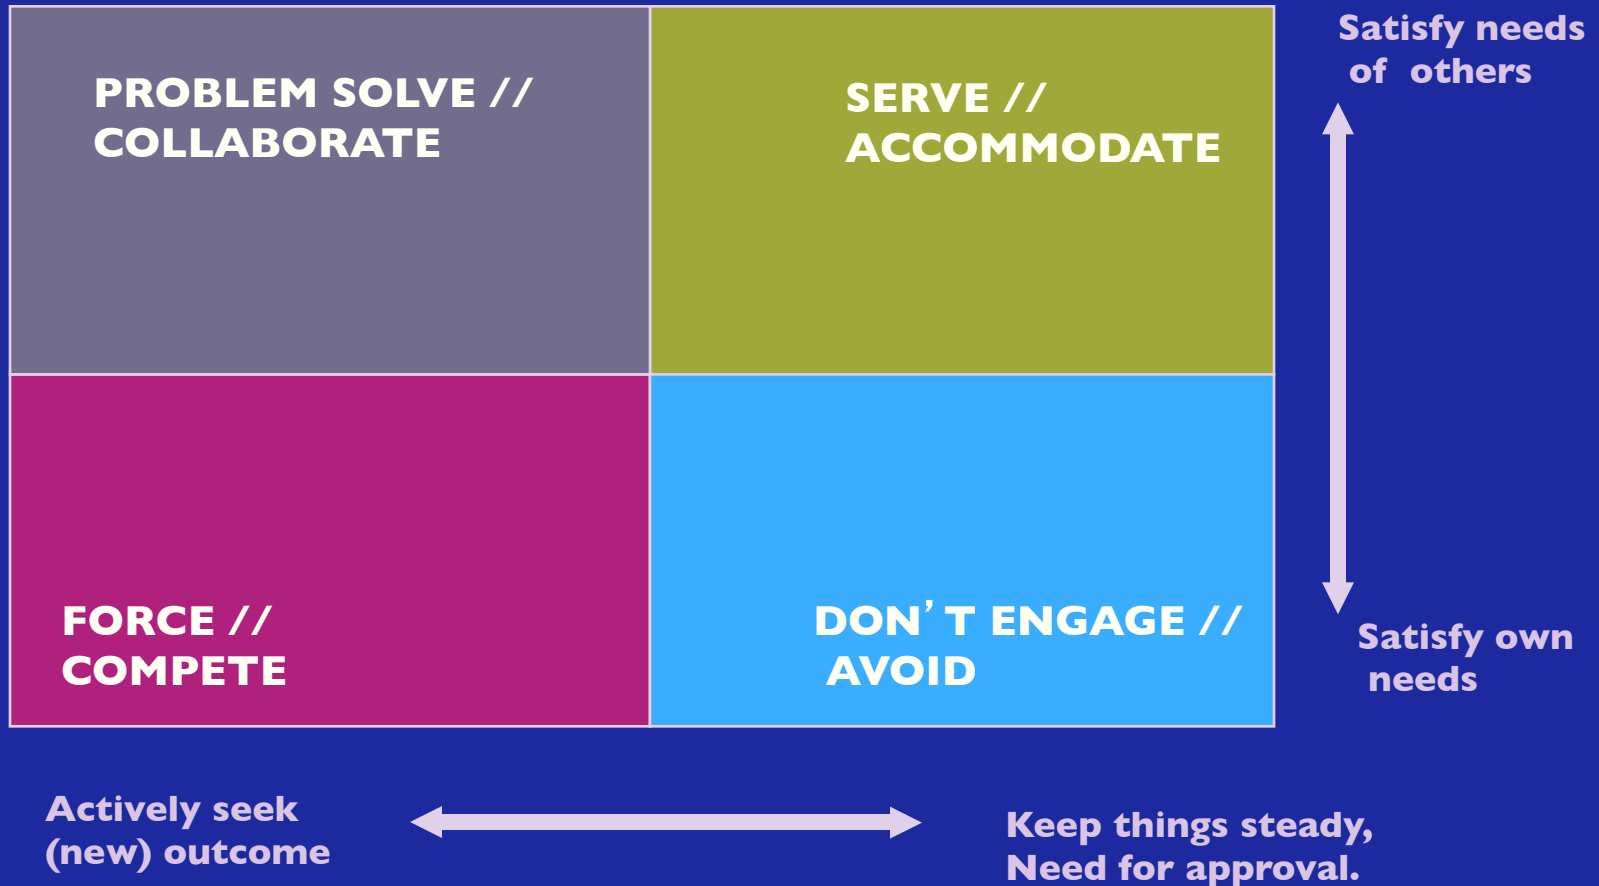 PROBLEM SOLVE //
COLLABORATE
SERVE //
ACCOMMODATE
Satisfy needs
of others
FORCE //
COMPETE
DON’T ENGAGE //
AVOID
Satisfy own
needs
Actively seek
(new) outcome
Keep things steady,
Need for approval.